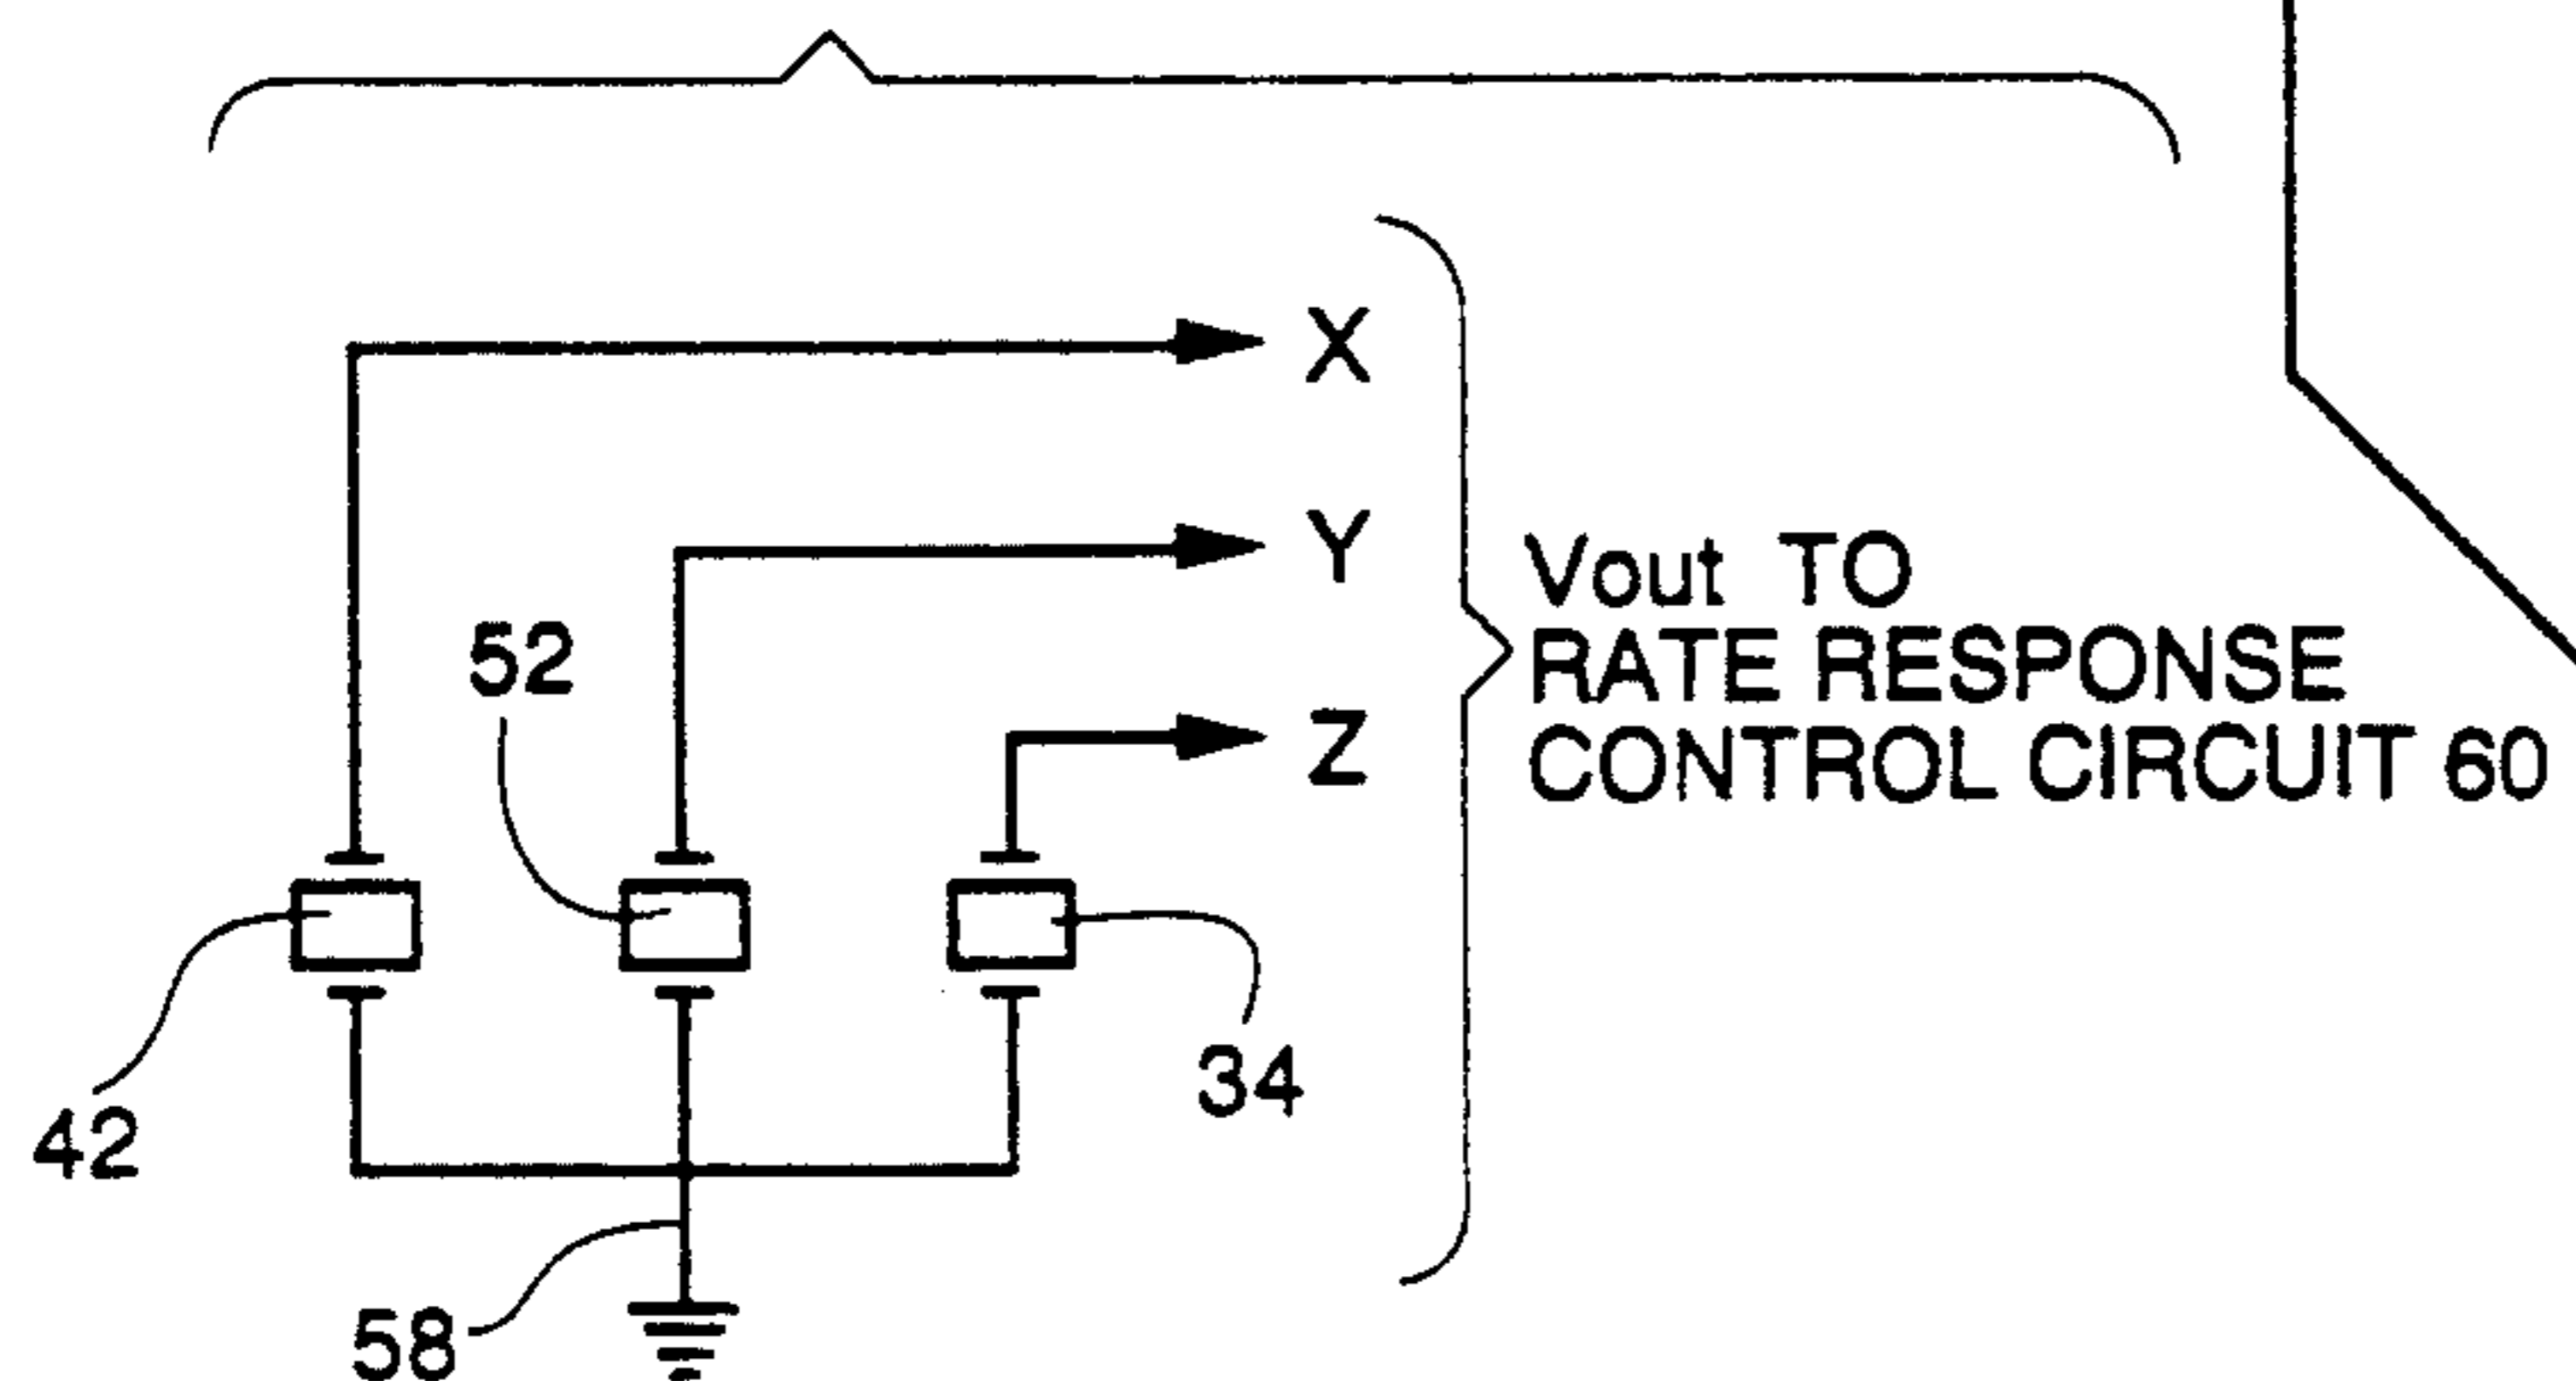 X
Y
Vout TO
52
RATE RESPONSE
Z
CONTROL CIRCUIT 60
34
42
58